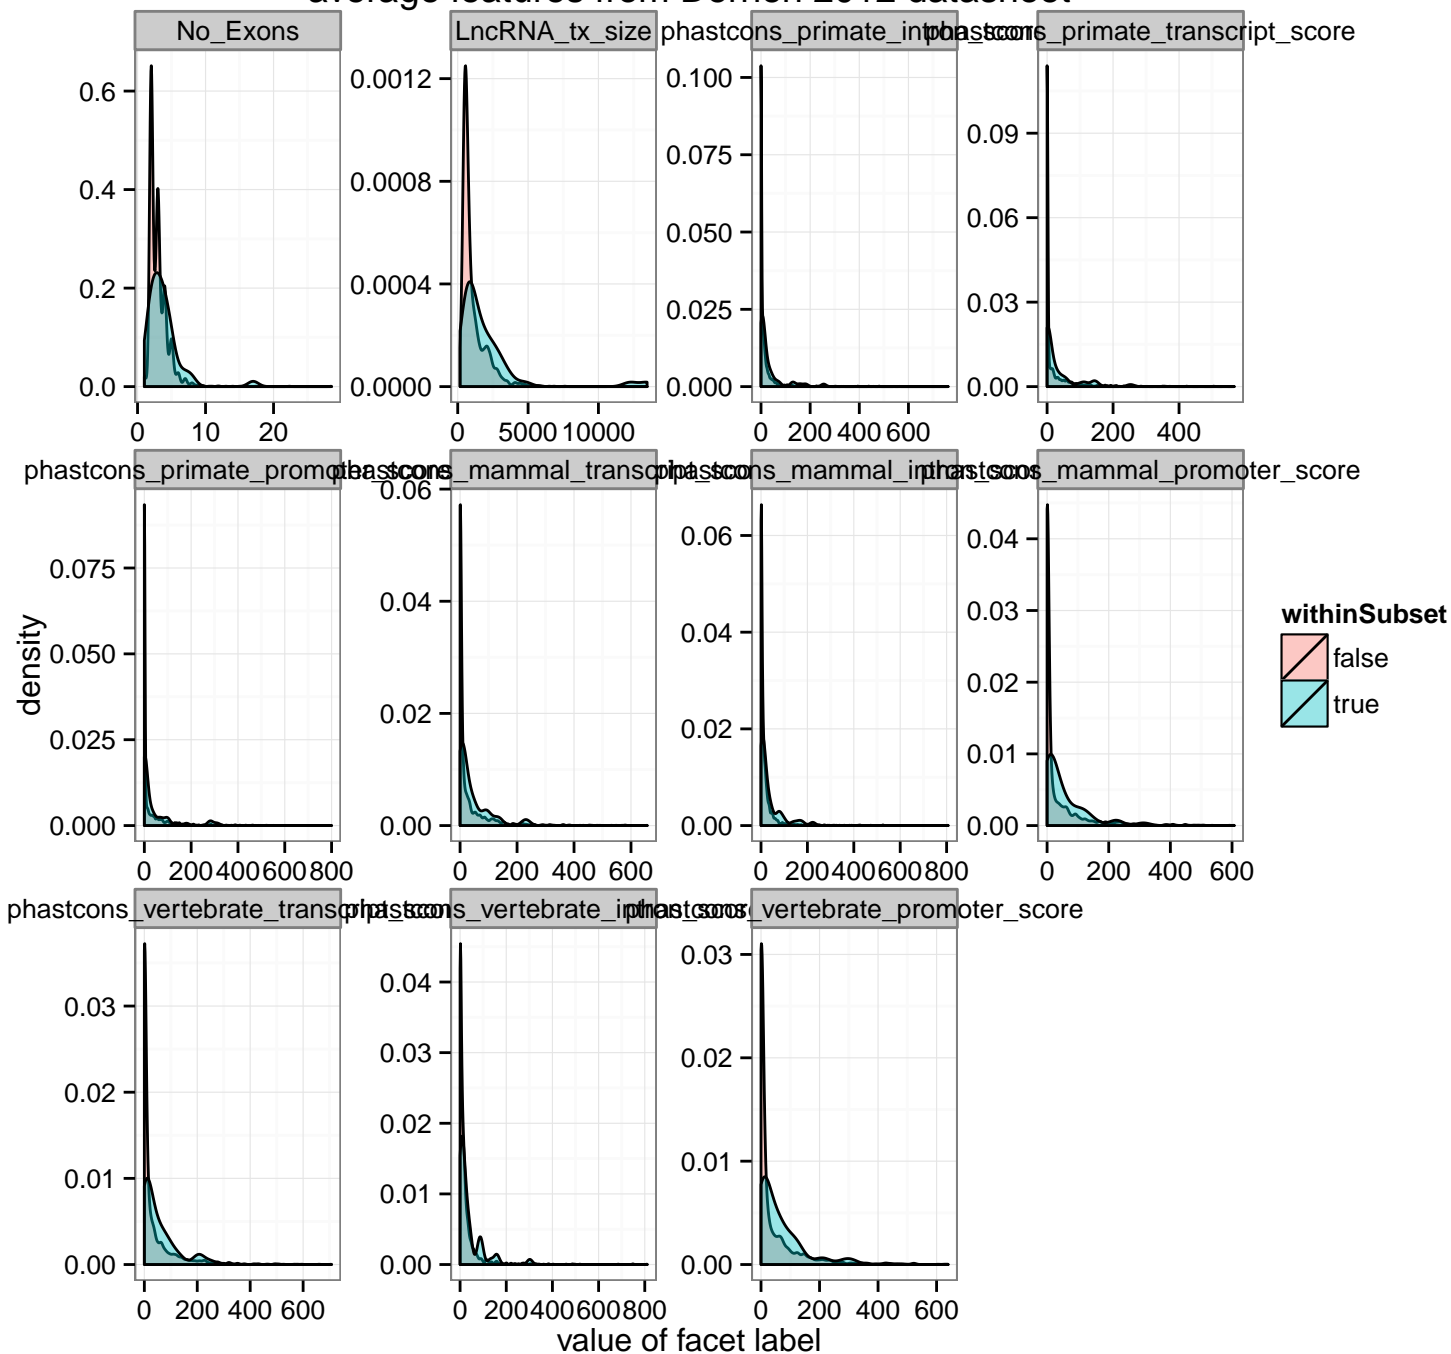 average features from 2012 datasheet
No_Exons
LncRNA_tx_size
phastcons_primate_intron_score
phastcons_primate_transcript_score
0.6
0.4
0.2
0.0
0 10 20
0.0012
0.0008
0.0004
0.0000
0 5000 10000
0.100
0.075
0.050
0.025
0.000
0 200 400 600
0.09
0.06
0.03
0.00
0 200 400
phastcons_primate_promoter_score
phastcons_mammal_transcript_score
phastcons_mammal_intron_score
phastcons_mammal_promoter_score
density
0.075
0.050
0.025
0.000
0 200 400 600 800
0.06
0.04
0.02
0.00
0 200 400 600
0.06
0.04
0.02
0.00
0 200 400 600 800
0.04
0.03
0.02
0.01
0.00
0 200 400 600
withinSubset
false
true
phastcons_vertebrate_transcript_score
phastcons_vertebrate_intron_score
phastcons_vertebrate_promoter_score
0.03
0.02
0.01
0.00
0 200 400 600
0.04
0.03
0.02
0.01
0.00
0 200 400 600 800
0.03
0.02
0.01
0.00
0 200 400 600
value of facet label